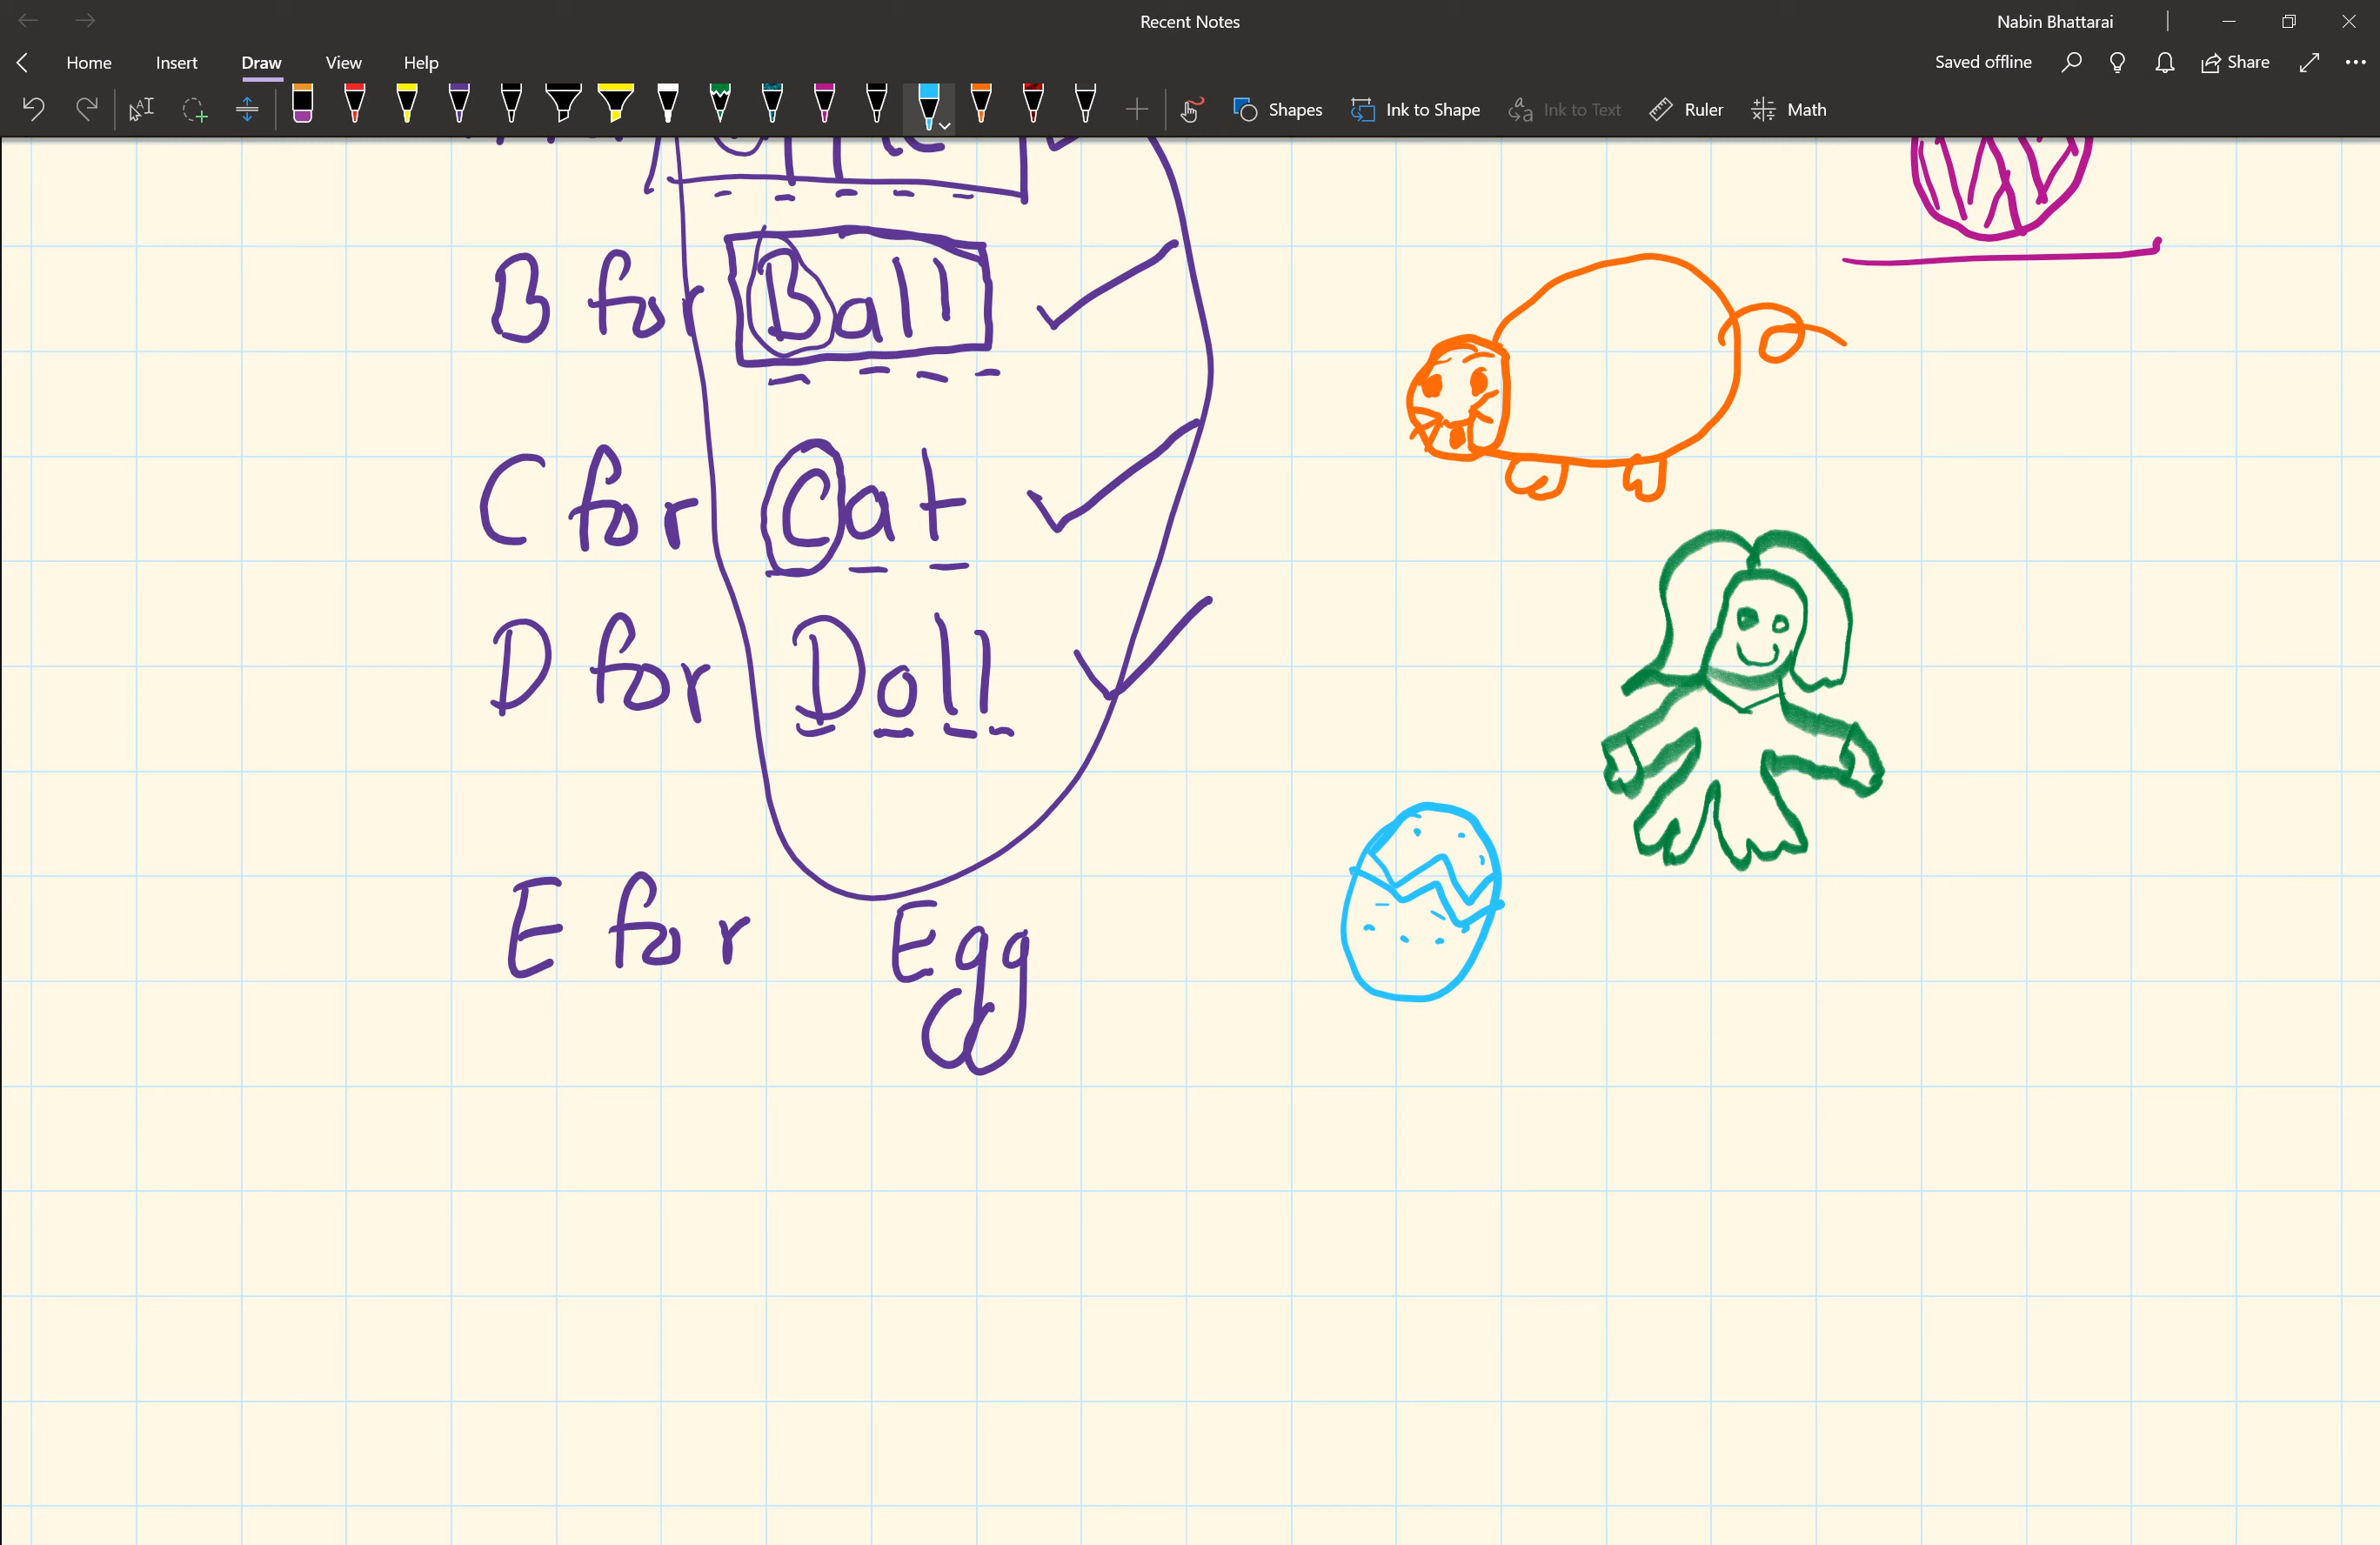 Recent Notes
Nabin Bhattarai
Home Insert Draw View Help
Saved offline Share
Shapes Ink to Shape Ink to Text Ruler Math
B for Ball
C for Cat
D for Doll
E for Egg